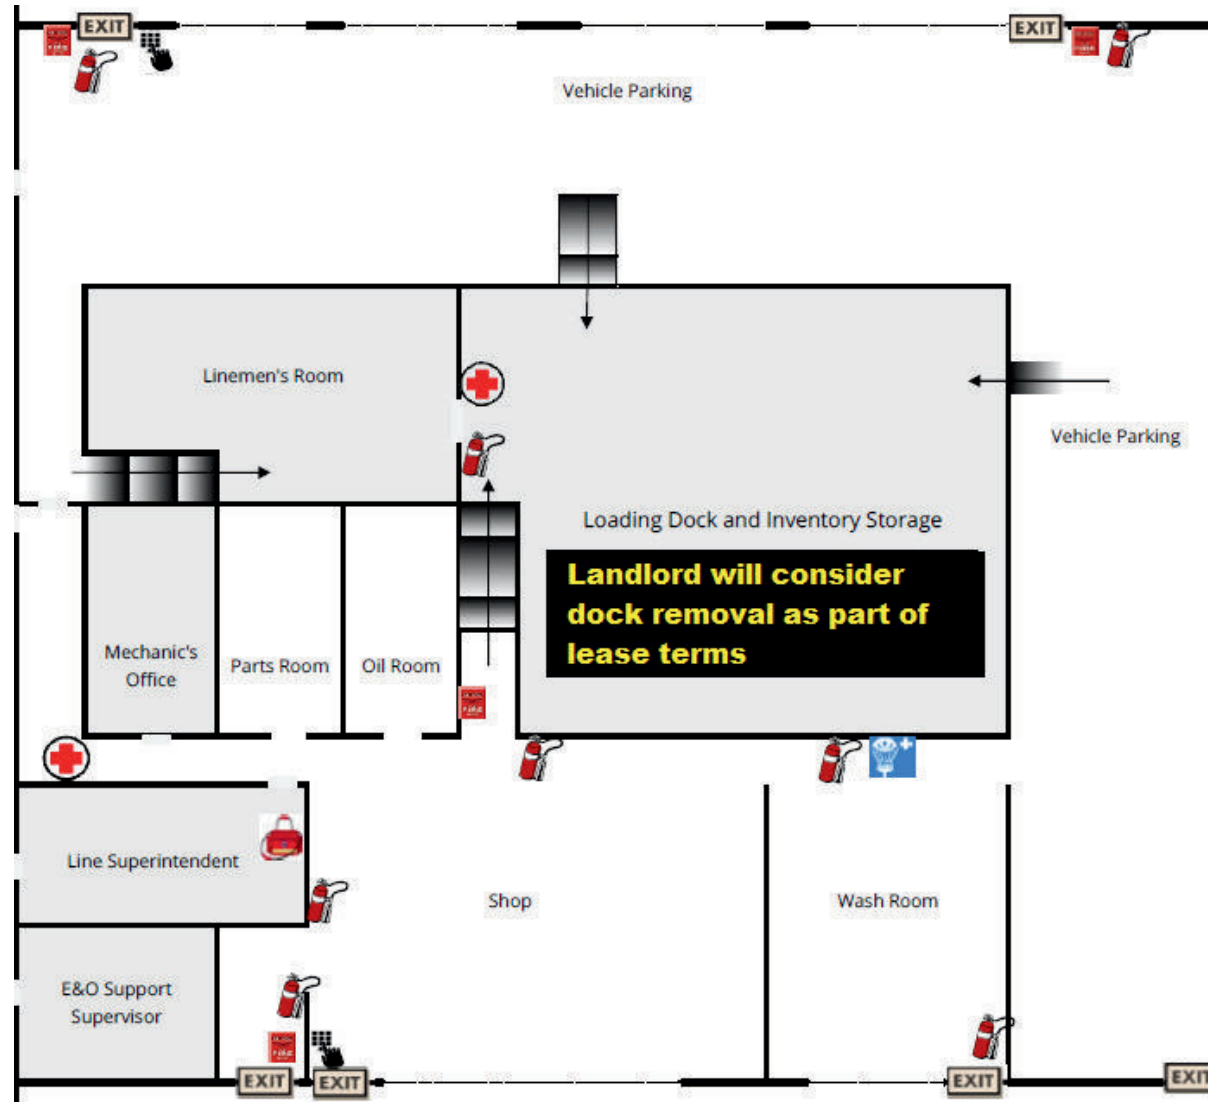 EXIT
EXIT
Vehicle Parking
Linemen's Room
Vehicle Parking
Loading Dock and Inventory Storage
Landlord will consider
dock removal as part of
lease terms
Mechanic's
Office
Parts Room
Oil Room
Line Superintendent
Shop
Wash Room
E&O Support
Supervisor
EXIT
EXIT
EXIT
EXIT